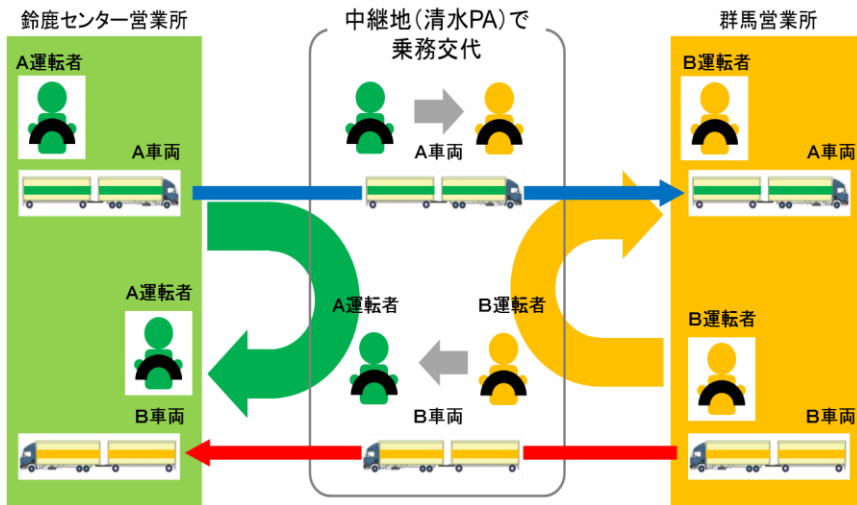 鈴鹿センター営業所
中継地(清水PA)で
乗務交代
群馬営業所
A運転者
B運転者
A車両
A車両
A車両
A運転者
A運転者
B運転者
B運転者
B車両
B車両
B車両